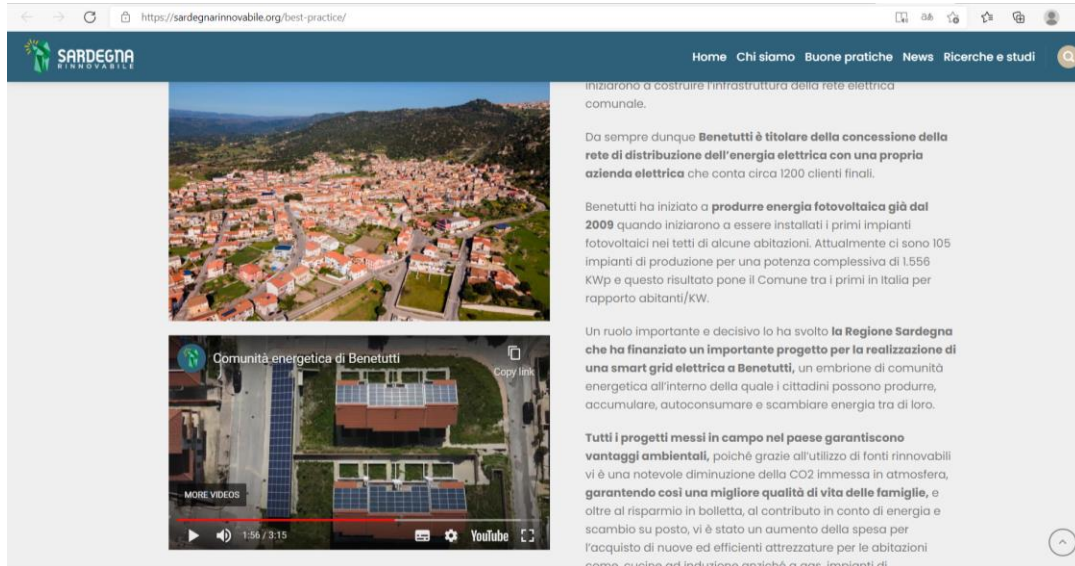 https://sardegnarinnovabile.org/best-practice/
SARDEGNA
RINNOVABILE
Home Chi siamo Buone pratiche News Ricerche e studi
iniziarono a costruire l'infrastruttura della rete elettrica
comunale.
Da sempre dunque Benetutti è titolare della concessione della
rete di distribuzione dell'energia elettrica con una propria
azienda elettrica che conta circa 1200 clienti finali.
Benetutti ha iniziato a produrre energia fotovoltaica già dal
2009 quando iniziarono a essere installati i primi impianti
fotovoltaici nei tetti di alcune abitazioni. Attualmente ci sono 105
impianti di produzione per una potenza complessiva di 1.556
KWp e questo risultato pone il Comune tra i primi in Italia per
rapporto abitanti/KW.
Un ruolo importante e decisivo lo ha svolto la Regione Sardegna
che ha finanziato un importante progetto per la realizzazione di
una smart grid elettrica a Benetutti, un embrione di comunità
energetica all'interno della quale i cittadini possono produrre,
accumulare, autoconsumare e scambiare energia tra di loro.
Tutti i progetti messi in campo nel paese garantiscono
vantaggi ambientali, poiché grazie all'utilizzo di fonti rinnovabili
vi è una notevole diminuzione della CO2 immessa in atmosfera,
garantendo così una migliore qualità di vita delle famiglie, e
oltre al risparmio in bolletta, al contributo in conto di energia e
scambio su posto, vi è stato un aumento della spesa per
l'acquisto di nuove ed efficienti attrezzature per le abitazioni
come, cucine ad induzione anziché a gas, impianti di
Comunità energetica di Benetutti
Copy link
MORE VIDEOS
1:56 / 3:15
YouTube